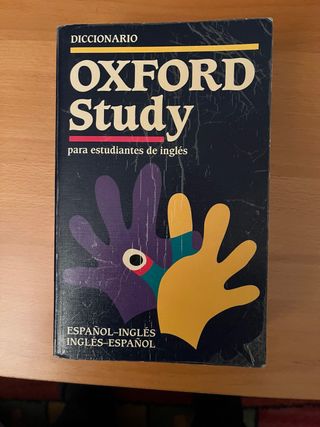 DICCIONARIO
OXFORD
Study
para estudiantes de inglés
ESPAÑOL–INGLÉS
INGLÉS–ESPAÑOL